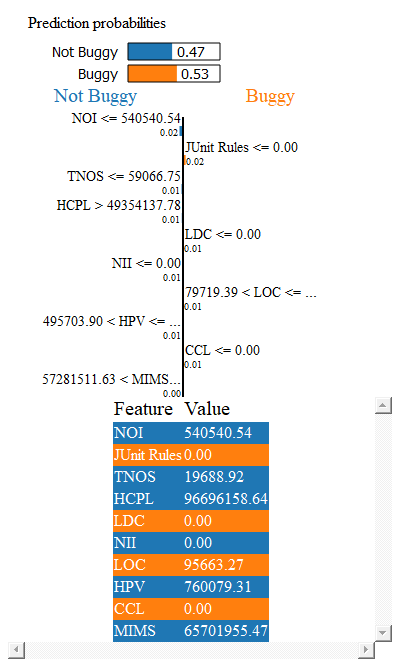 Prediction probabilities
Not Buggy 0.47
Buggy 0.53
Not Buggy Buggy
NOI <= 540540.54
0.02
JUnit Rules <= 0.00
0.02
TNOS <= 59066.75
0.01
HCPL > 49354137.78
0.01
LDC <= 0.00
0.01
NII <= 0.00
0.01
79719.39 < LOC <= ...
0.01
495703.90 < HPV <= ...
0.01
CCL <= 0.00
0.01
57281511.63 < MIMS...
0.00
Feature Value
NOI 540540.54
JUnit Rules 0.00
TNOS 19688.92
HCPL 96696158.64
LDC 0.00
NII 0.00
LOC 95663.27
HPV 760079.31
CCL 0.00
MIMS 65701955.47